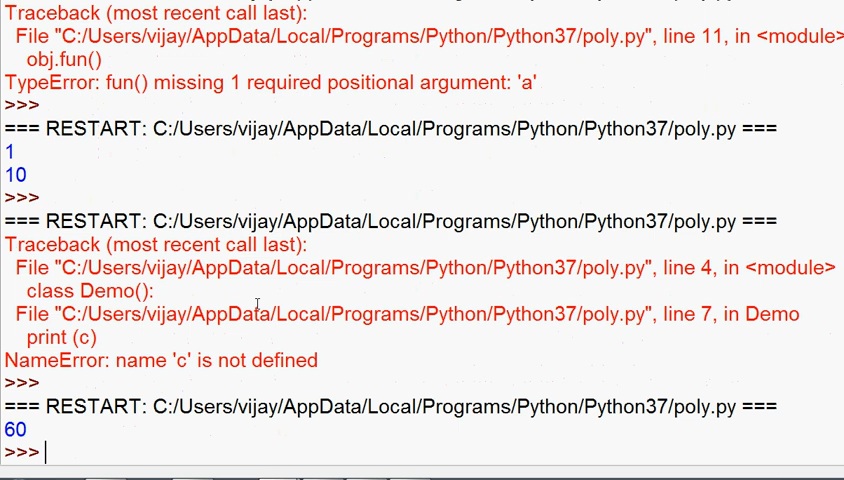 Traceback (most recent call last):
File "C:/Users/vijay/AppData/Local/Programs/Python/Python37/poly.py", line 11, in <module>
obj.fun()
TypeError: fun() missing 1 required positional argument: 'a'
>>>
=== RESTART: C:/Users/vijay/AppData/Local/Programs/Python/Python37/poly.py ===
1
10
>>>
=== RESTART: C:/Users/vijay/AppData/Local/Programs/Python/Python37/poly.py ===
Traceback (most recent call last):
File "C:/Users/vijay/AppData/Local/Programs/Python/Python37/poly.py", line 4, in <module>
class Demo():
File "C:/Users/vijay/AppData/Local/Programs/Python/Python37/poly.py", line 7, in Demo
print (c)
NameError: name 'c' is not defined
>>>
=== RESTART: C:/Users/vijay/AppData/Local/Programs/Python/Python37/poly.py ===
60
>>>